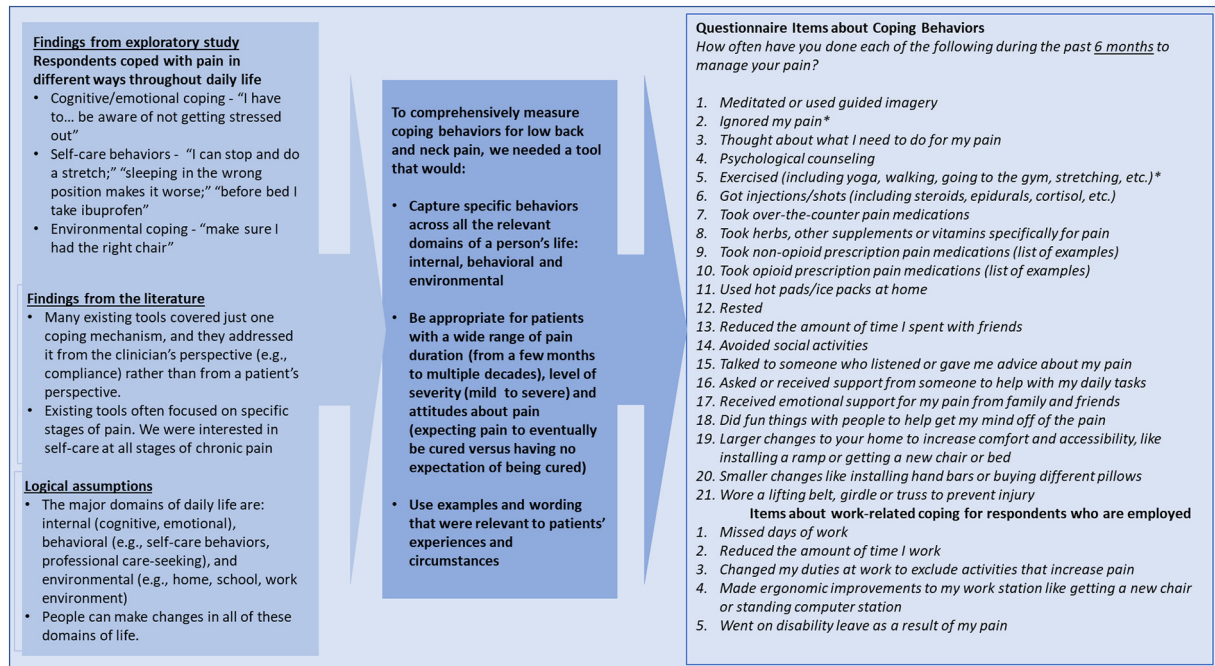 Findings from exploratory study
Respondents coped with pain in
different ways throughout daily life
• Cognitive/emotional coping - “I have
to… be aware of not getting stressed
out”
• Self-care behaviors - “I can stop and do
a stretch;” “sleeping in the wrong
position makes it worse;” “before bed I
take ibuprofen”
• Environmental coping - “make sure I
had the right chair”
Findings from the literature
• Many existing tools covered just one
coping mechanism, and they addressed
it from the clinician’s perspective (e.g.,
compliance) rather than from a patient’s
perspective.
• Existing tools often focused on specific
stages of pain. We were interested in
self-care at all stages of chronic pain
Logical assumptions
• The major domains of daily life are:
internal (cognitive, emotional),
behavioral (e.g., self-care behaviors,
professional care-seeking), and
environmental (e.g., home, school, work
environment)
• People can make changes in all of these
domains of life.
To comprehensively measure
coping behaviors for low back
and neck pain, we needed a tool
that would:
• Capture specific behaviors
across all the relevant
domains of a person’s life:
internal, behavioral and
environmental
• Be appropriate for patients
with a wide range of pain
duration (from a few months
to multiple decades), level of
severity (mild to severe) and
attitudes about pain
(expecting pain to eventually
be cured versus having no
expectation of being cured)
• Use examples and wording
that were relevant to patients’
experiences and
circumstances
Questionnaire Items about Coping Behaviors
How often have you done each of the following during the past 6 months to
manage your pain?
1. Meditated or used guided imagery
2. Ignored my pain*
3. Thought about what I need to do for my pain
4. Psychological counseling
5. Exercised (including yoga, walking, going to the gym, stretching, etc.)*
6. Got injections/shots (including steroids, epidurals, cortisol, etc.)
7. Took over-the-counter pain medications
8. Took herbs, other supplements or vitamins specifically for pain
9. Took non-opioid prescription pain medications (list of examples)
10. Took opioid prescription pain medications (list of examples)
11. Used hot pads/ice packs at home
12. Rested
13. Reduced the amount of time I spent with friends
14. Avoided social activities
15. Talked to someone who listened or gave me advice about my pain
16. Asked or received support from someone to help with my daily tasks
17. Received emotional support for my pain from family and friends
18. Did fun things with people to help get my mind off of the pain
19. Larger changes to your home to increase comfort and accessibility, like
installing a ramp or getting a new chair or bed
20. Smaller changes like installing hand bars or buying different pillows
21. Wore a lifting belt, girdle or truss to prevent injury
Items about work-related coping for respondents who are employed
1. Missed days of work
2. Reduced the amount of time I work
3. Changed my duties at work to exclude activities that increase pain
4. Made ergonomic improvements to my work station like getting a new chair
or standing computer station
5. Went on disability leave as a result of my pain